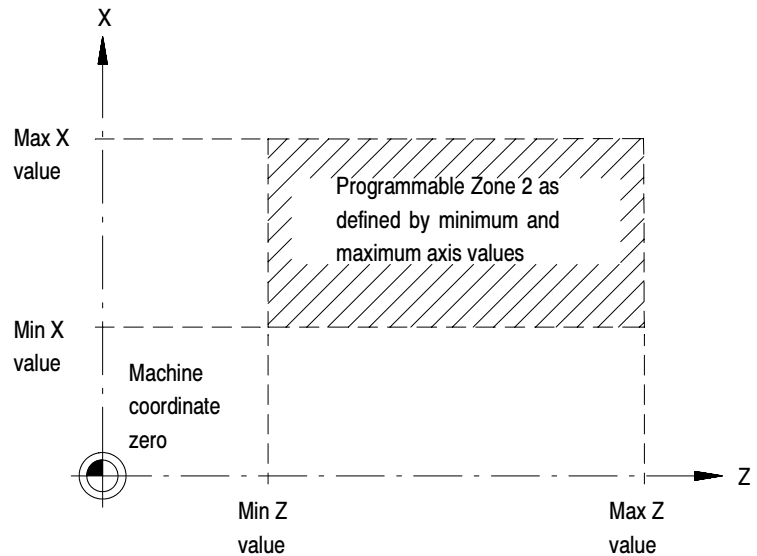 X
Max X
value
Programmable Zone 2 as
defined by minimum and
maximum axis values
Min X
value
Machine
coordinate
zero
Z
Min Z
value
Max Z
value